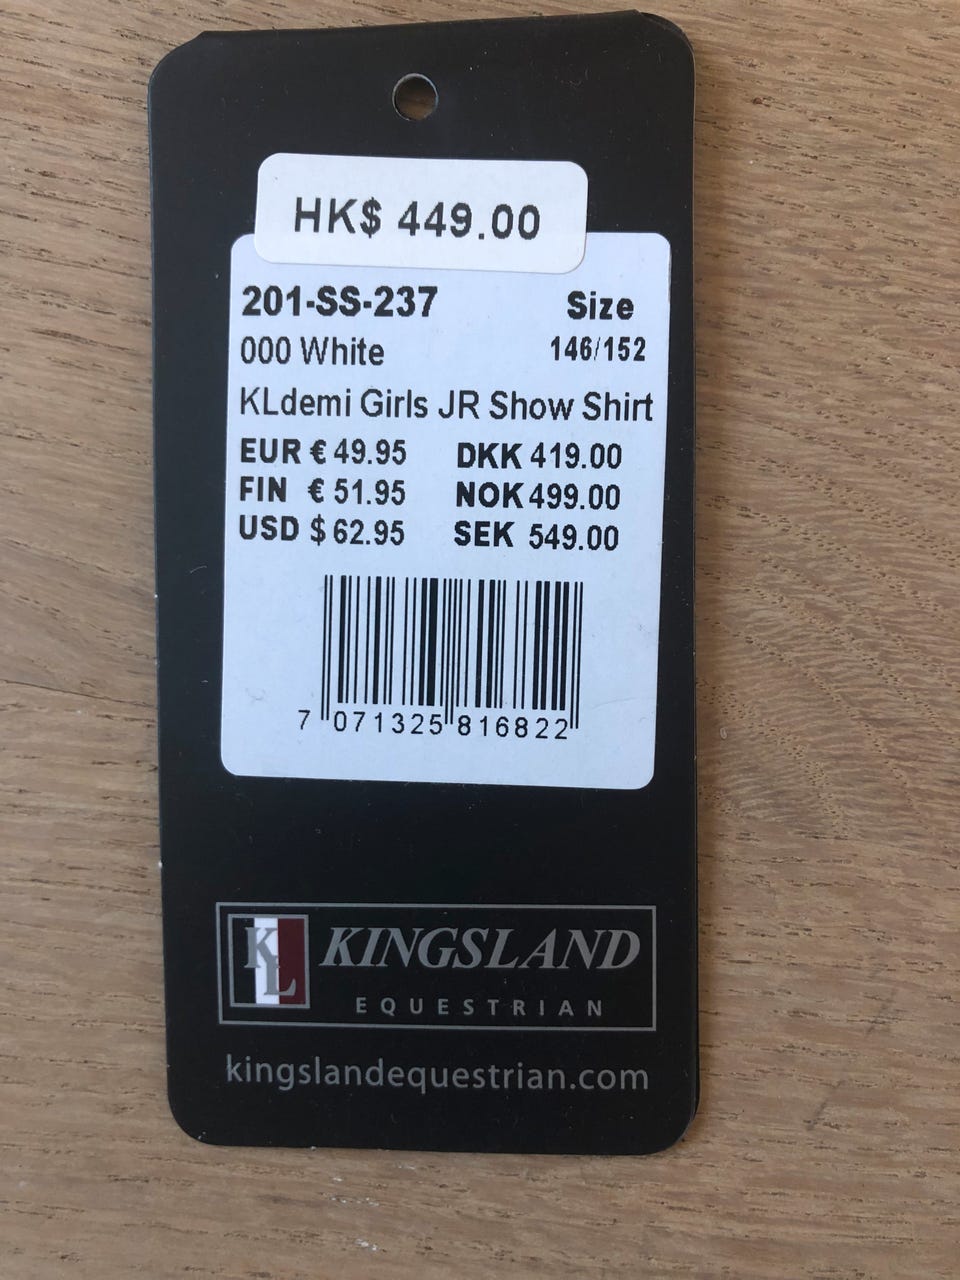 HK$ 449.00
201-SS-237 Size
000 White 146/152
KLdemi Girls JR Show Shirt
EUR € 49.95 DKK 419.00
FIN € 51.95 NOK 499.00
USD $ 62.95 SEK 549.00
7 071325 816822
KL KINGSLAND
EQUESTRIAN
kingslandequestrian.com